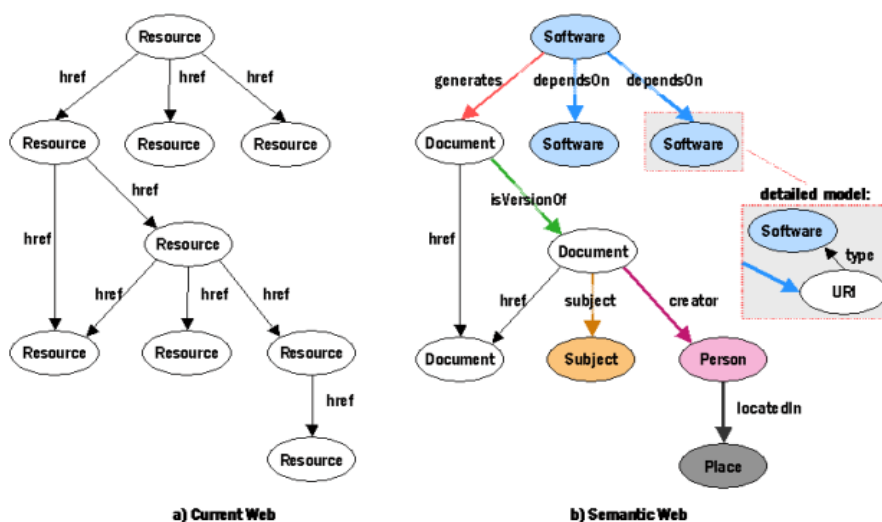 Resource
href
href
href
Resource
Resource
Resource
href
href
Resource
href
href
href
Resource
Resource
Resource
href
Resource
a) Current Web
Software
generates
dependsOn
dependsOn
Document
Software
Software
isVersionOf
detailed model:
Software
type
URI
href
Document
href
subject
creator
Document
Subject
Person
locatedIn
Place
b) Semantic Web